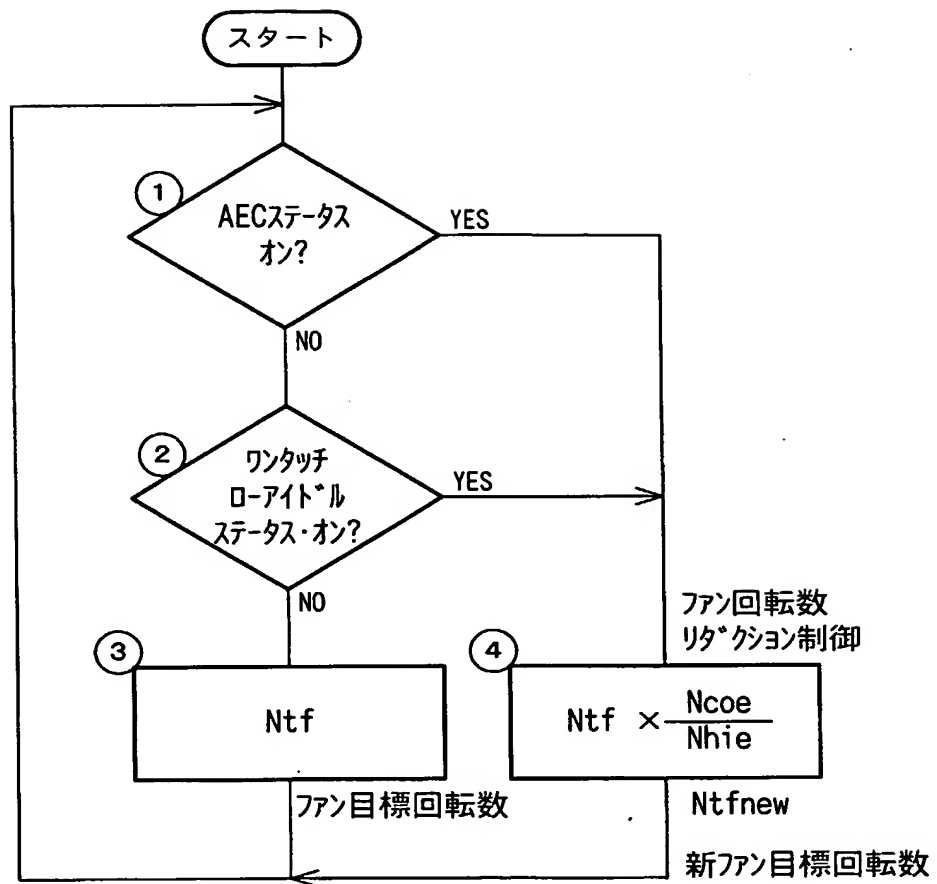 スタート
1
AECステータス
オン?
YES
NO
2
ワンタッチ
ローアイドル
ステータス・オン?
YES
NO
ファン回転数
リダクション制御
3
Ntf
ファン目標回転数
4
Ntf × Ncoe
Nhie
Ntfnew
新ファン目標回転数